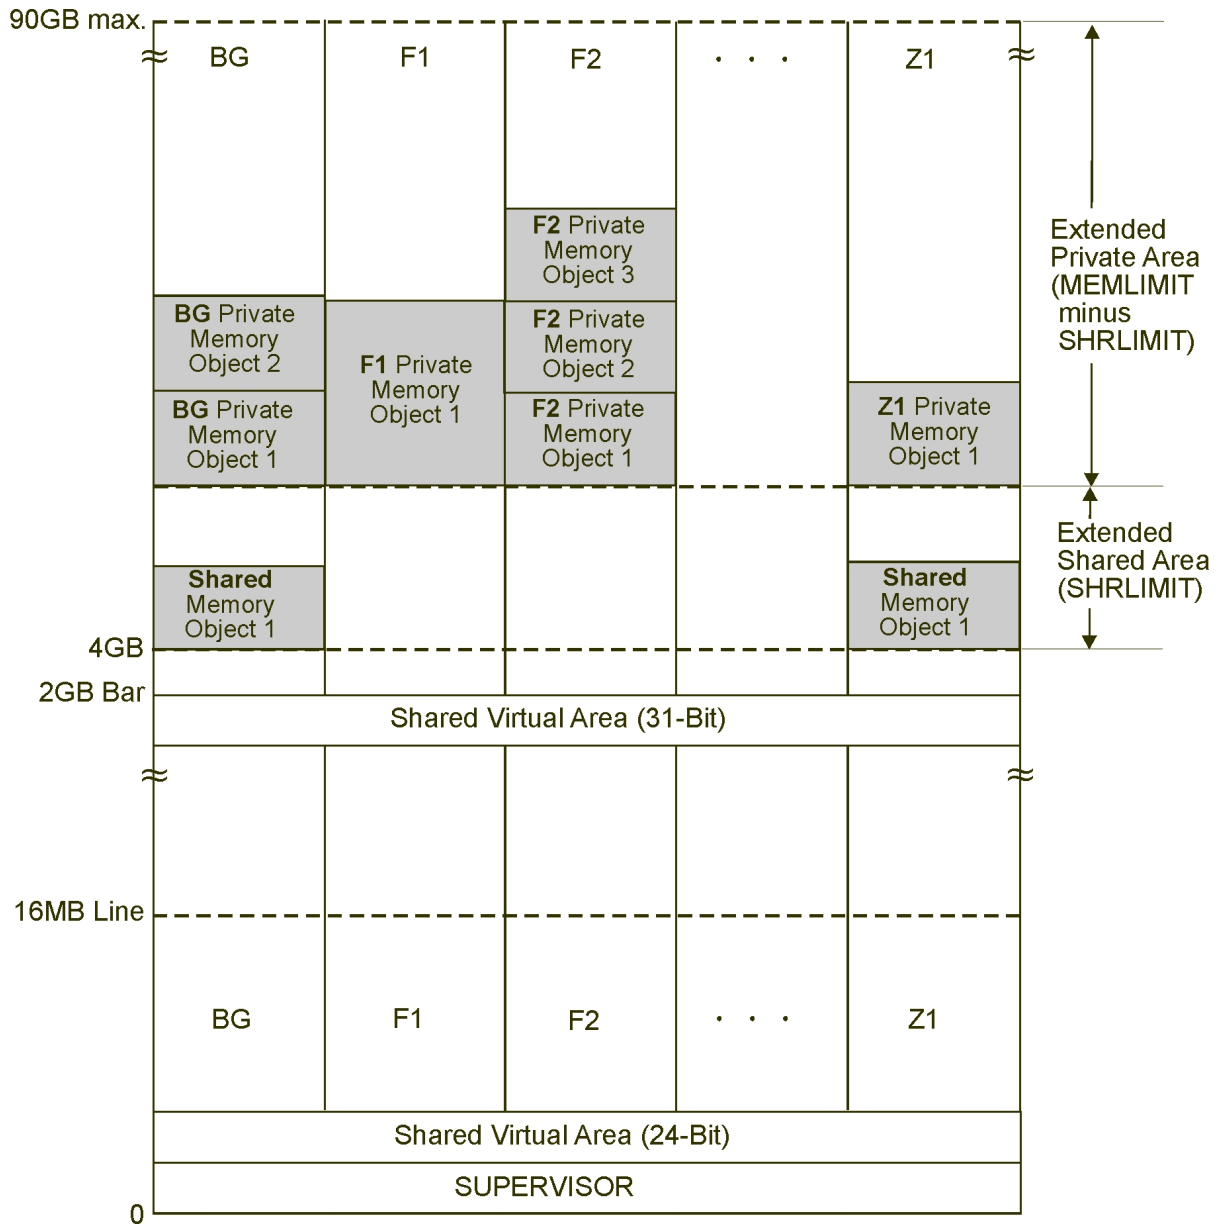 90GB max.
BG
F1
F2
. . .
Z1
F2 Private
Memory
Object 3
Extended
Private Area
(MEMLIMIT
minus
SHRLIMIT)
BG Private
Memory
Object 2
F1 Private
Memory
Object 1
F2 Private
Memory
Object 2
BG Private
Memory
Object 1
F2 Private
Memory
Object 1
Z1 Private
Memory
Object 1
Extended
Shared Area
(SHRLIMIT)
Shared
Memory
Object 1
Shared
Memory
Object 1
4GB
2GB Bar
Shared Virtual Area (31-Bit)
16MB Line
BG
F1
F2
. . .
Z1
Shared Virtual Area (24-Bit)
SUPERVISOR
0